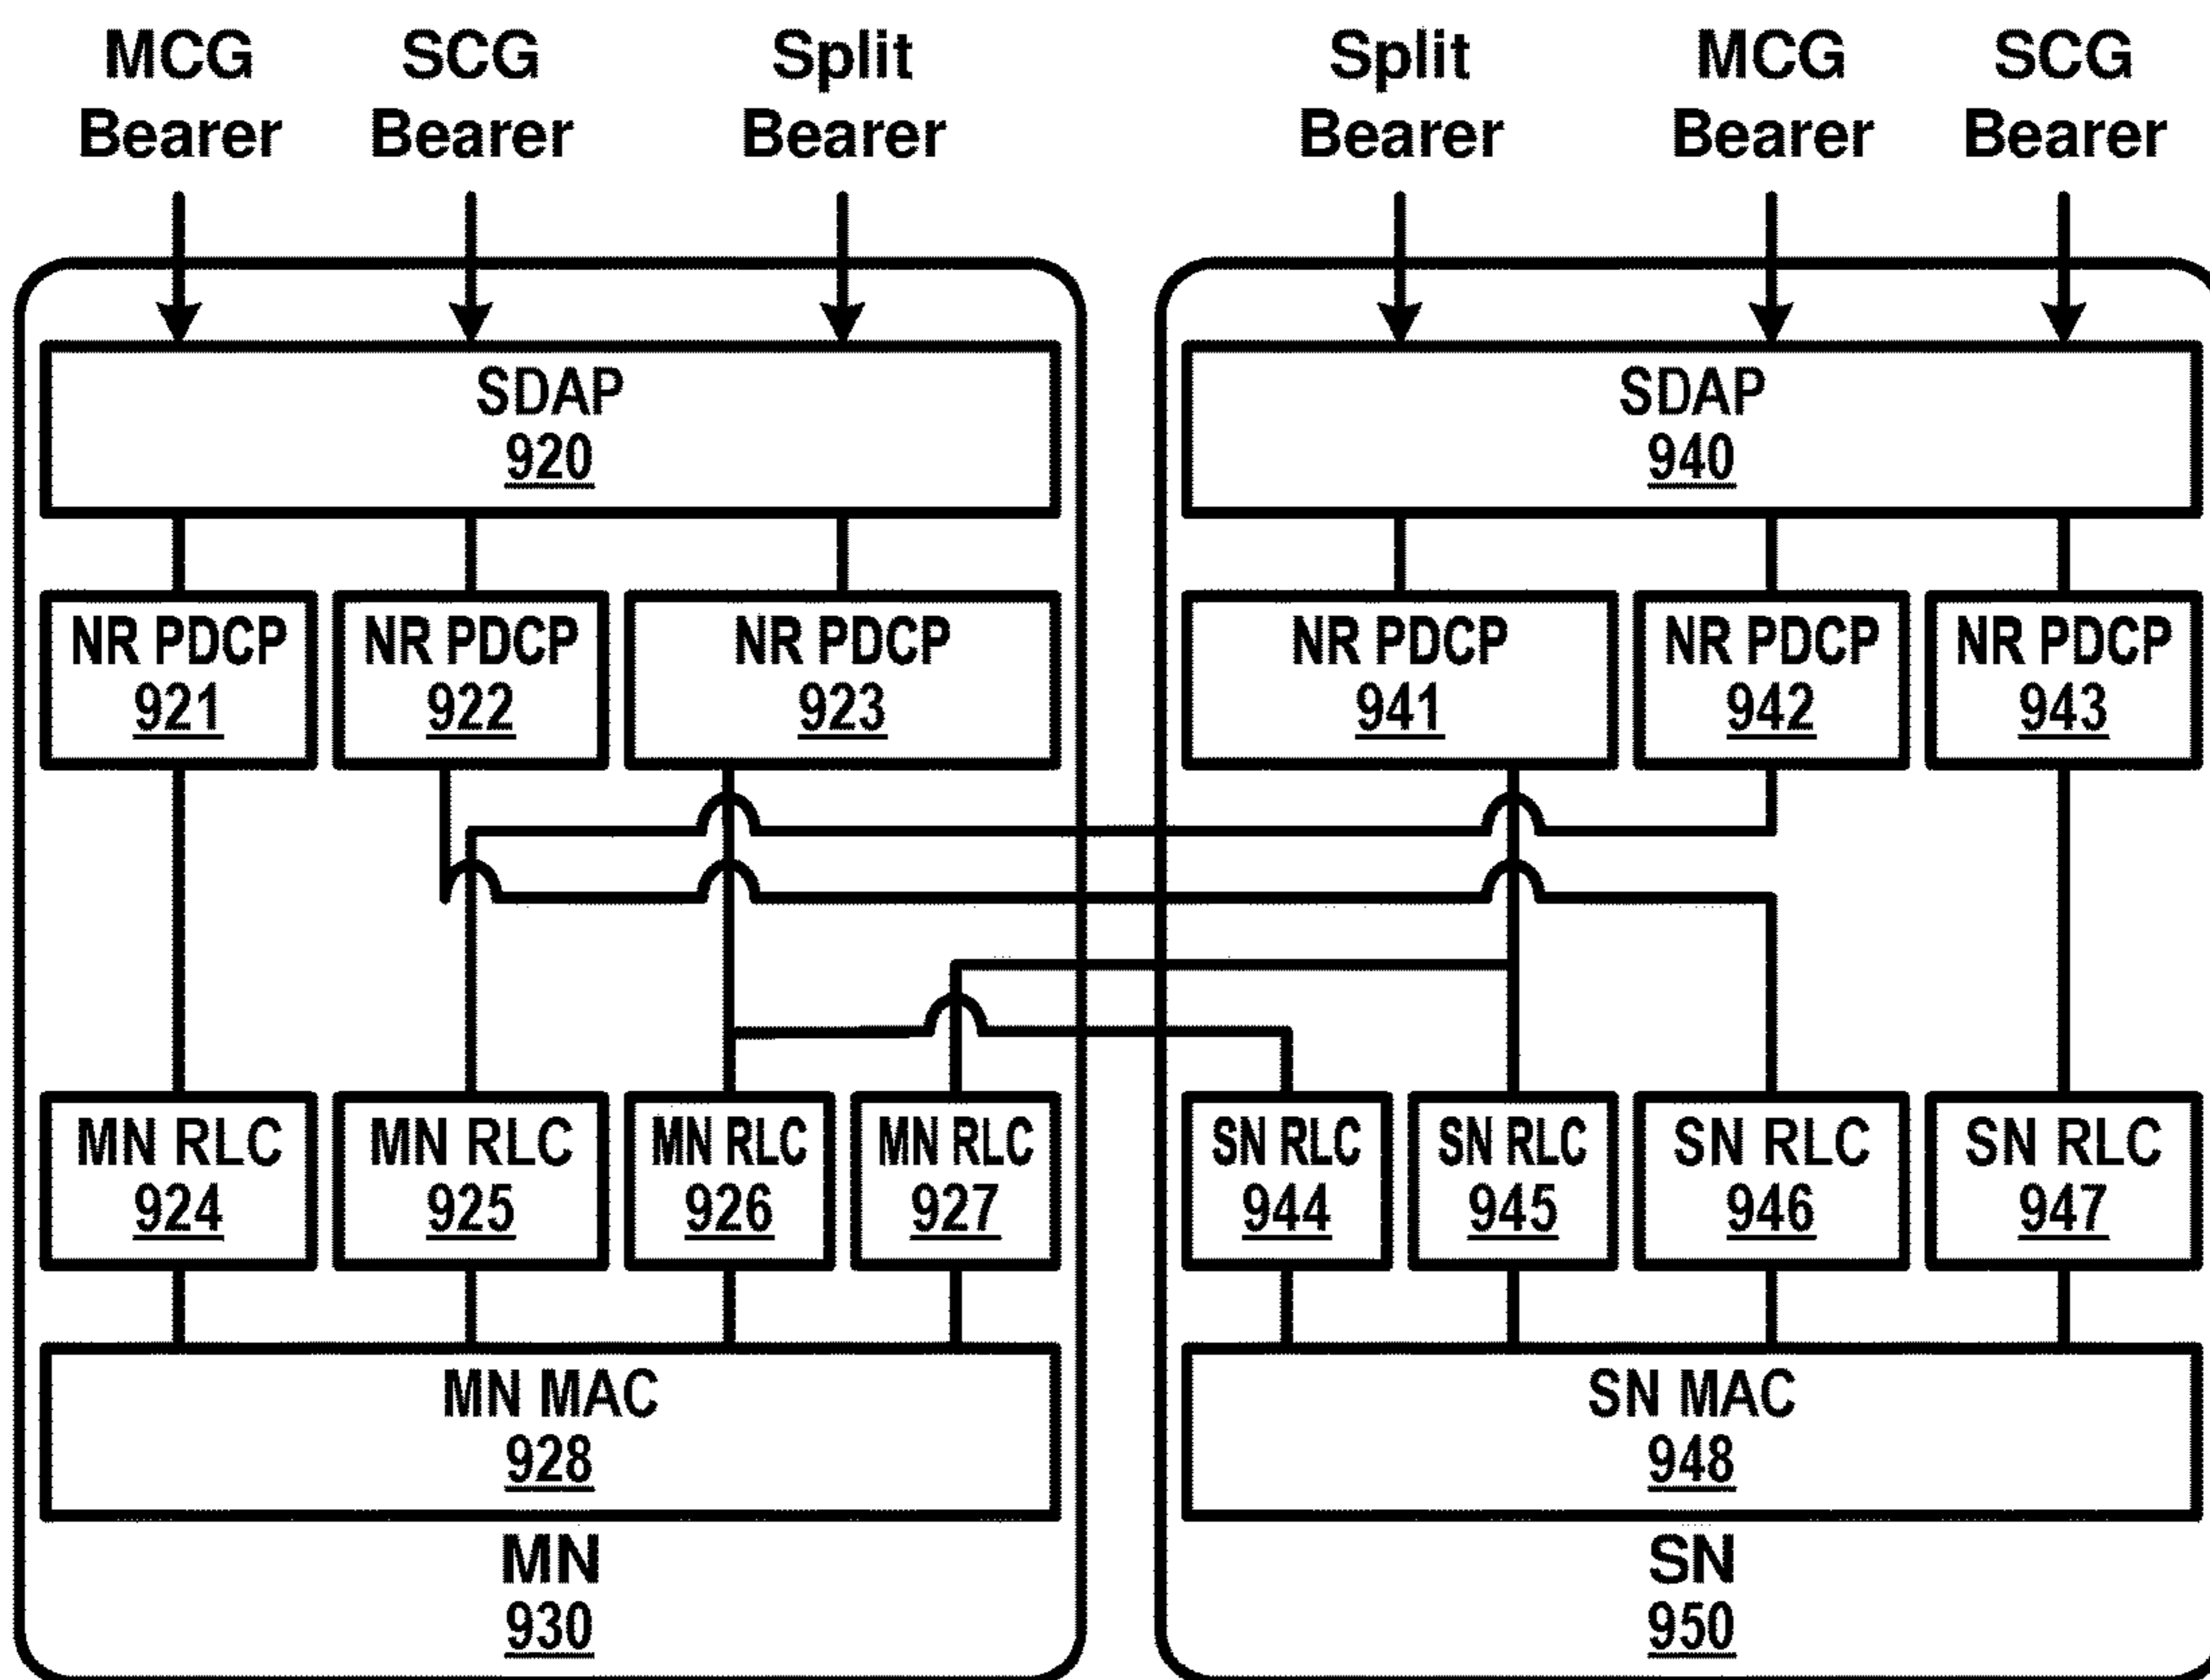 MCG Bearer
SCG Bearer
Split Bearer
Split Bearer
MCG Bearer
SCG Bearer
SDAP
920
SDAP
940
NR PDCP
921
NR PDCP
922
NR PDCP
923
NR PDCP
941
NR PDCP
942
NR PDCP
943
MN RLC
924
MN RLC
925
MN RLC
926
MN RLC
927
SN RLC
944
SN RLC
945
SN RLC
946
SN RLC
947
MN MAC
928
SN MAC
948
MN
930
SN
950